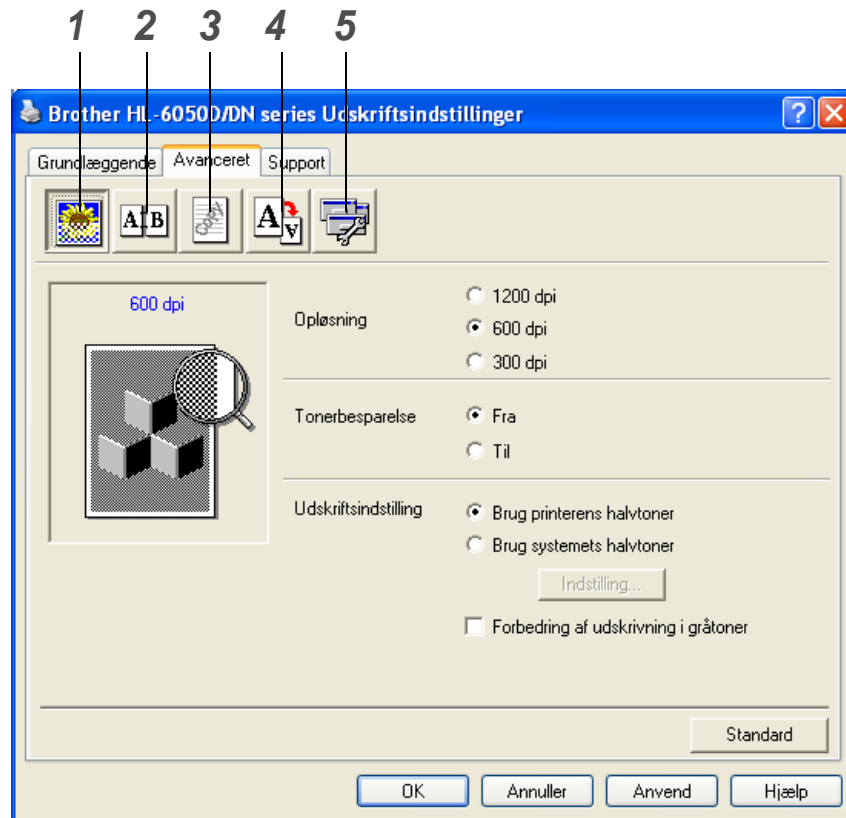 1 2 3 4 5
Brother HL-6050D/DN series Udskriftsindstillinger
Grundlæggende Avanceret Support
A B COPY A A
600 dpi
Opløsning
1200 dpi
600 dpi
300 dpi
Tonerbesparelse
Fra
Til
Udskriftsindstilling
Brug printerens halvtoner
Brug systemets halvtoner
Indstilling...
Forbedring af udskrivning i gråtoner
Standard
OK Annuller Anvend Hjælp